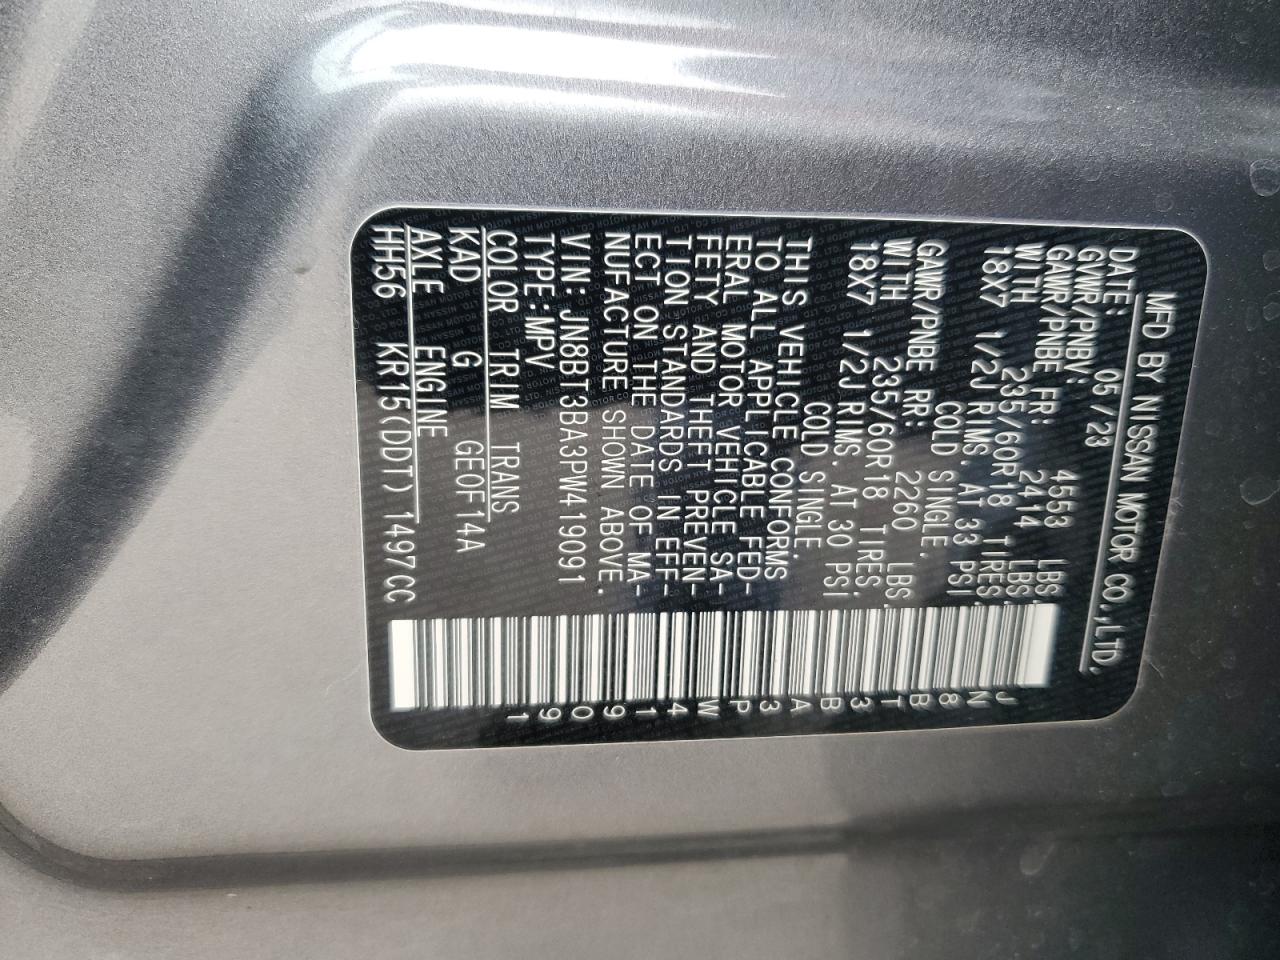 MFD BY NISSAN MOTOR CO.,LTD.
DATE: 05/23
GVWR/PNBV: 4553 LBS.
GAWR/PNBE FR: 2414 LBS.
WITH 235/60R18 TIRES.
18X7 1/2J RIMS. AT 33 PSI
COLD SINGLE.
GAWR/PNBE RR: 2260 LBS.
WITH 235/60R18 TIRES.
18X7 1/2J RIMS. AT 30 PSI
COLD SINGLE.
THIS VEHICLE CONFORMS
TO ALL APPLICABLE FED-
ERAL MOTOR VEHICLE SA-
FETY AND THEFT PREVEN-
TION STANDARDS IN EFF-
ECT ON THE DATE OF MA-
NUFACTURE SHOWN ABOVE.
VIN: JN8BT3BA3PW419091
TYPE:MPV
COLOR TRIM TRANS
KAD G GEOF14A
AXLE ENGINE
HH56 KR15(DDT)1497CC
JN8BT3BA3PW419091